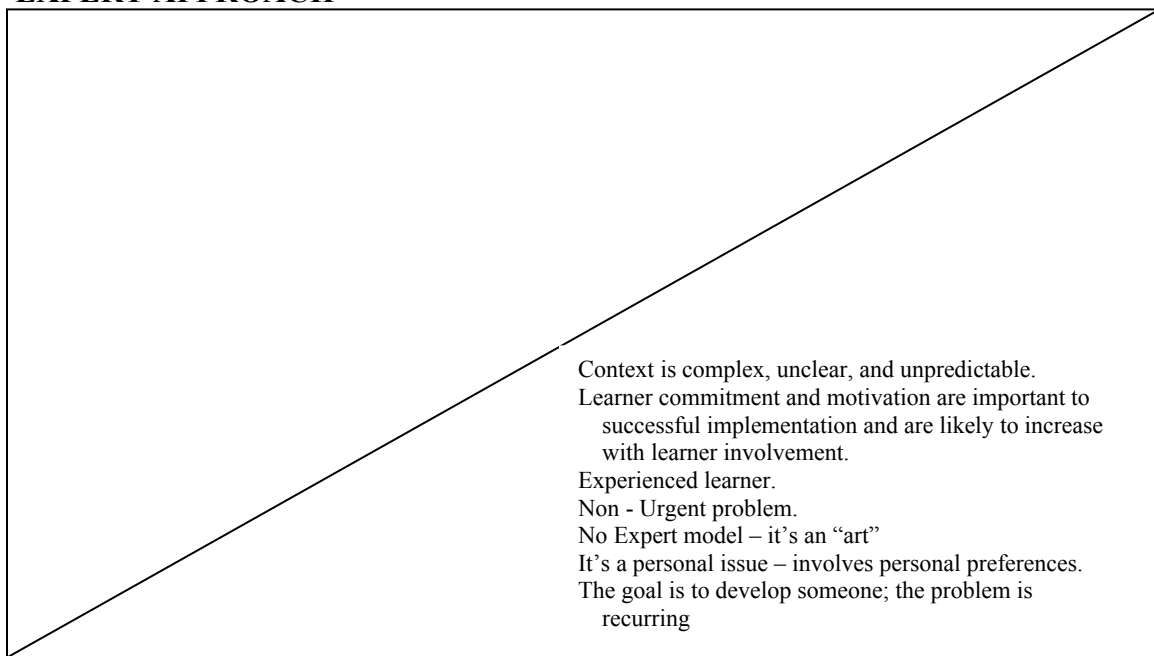 EXPERT APPROACH
Context is complex, unclear, and unpredictable.
Learner commitment and motivation are important to
successful implementation and are likely to increase
with learner involvement.
Experienced learner.
Non - Urgent problem.
No Expert model – it’s an “art”
It’s a personal issue – involves personal preferences.
The goal is to develop someone; the problem is
recurring